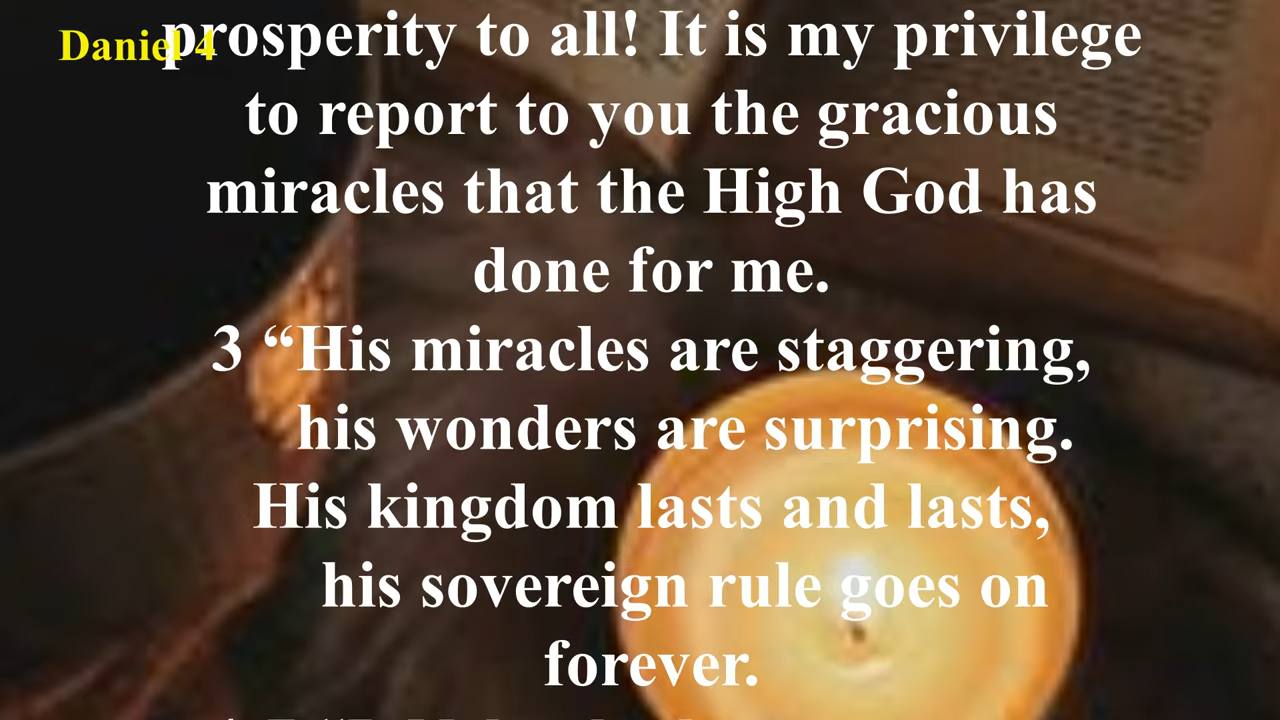 Daniel 4
prosperity to all! It is my privilege
to report to you the gracious
miracles that the High God has
done for me.
3 “His miracles are staggering,
his wonders are surprising.
His kingdom lasts and lasts,
his sovereign rule goes on
forever.